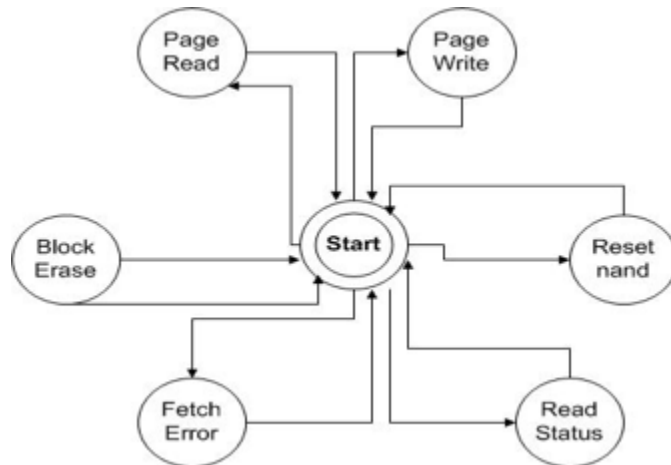 Page
Read
Page
Write
Start
Block
Erase
Reset
nand
Fetch
Error
Read
Status